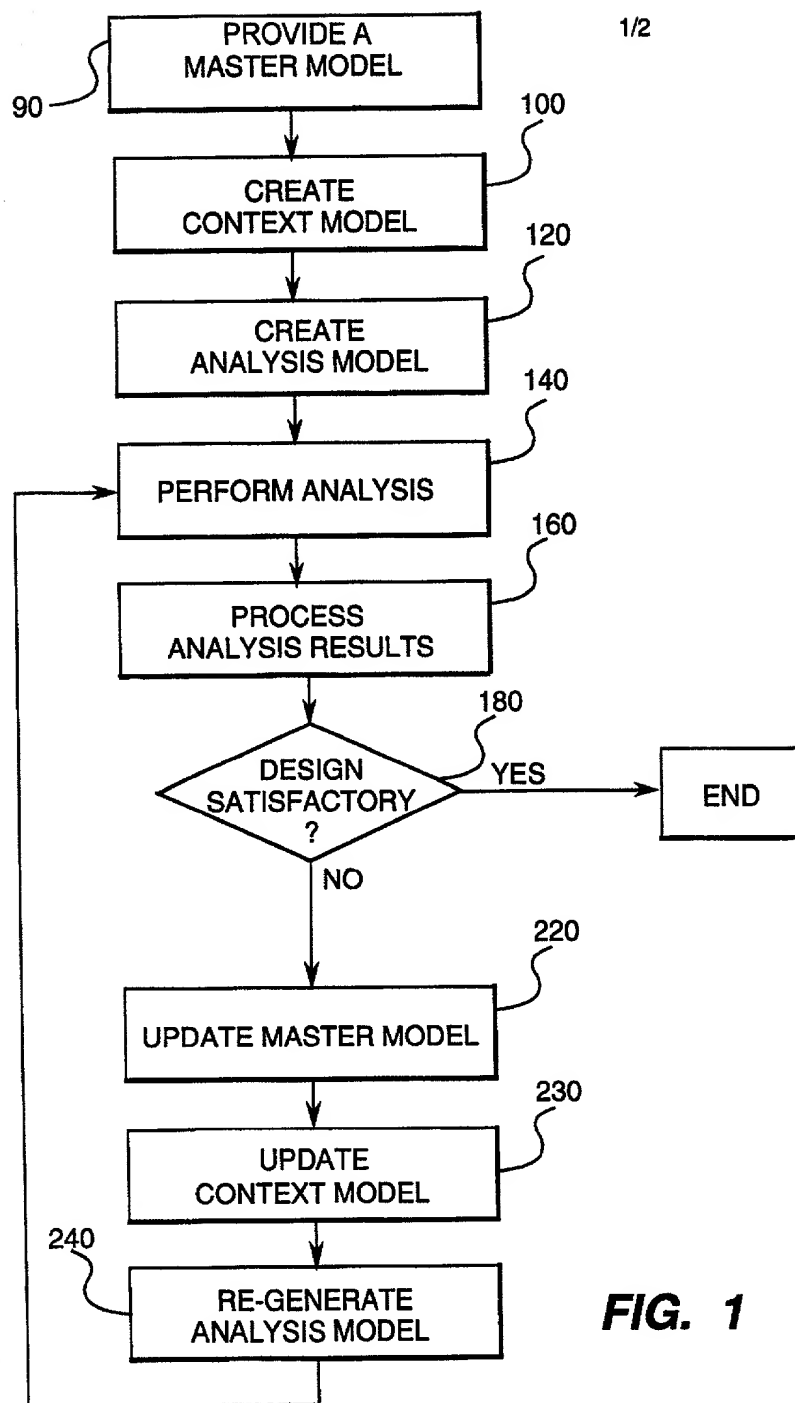 1/2
PROVIDE A
MASTER MODEL
90
100
CREATE
CONTEXT MODEL
120
CREATE
ANALYSIS MODEL
140
PERFORM ANALYSIS
160
PROCESS
ANALYSIS RESULTS
180
DESIGN
SATISFACTORY
?
YES
END
NO
220
UPDATE MASTER MODEL
230
UPDATE
CONTEXT MODEL
240
RE-GENERATE
ANALYSIS MODEL
FIG. 1